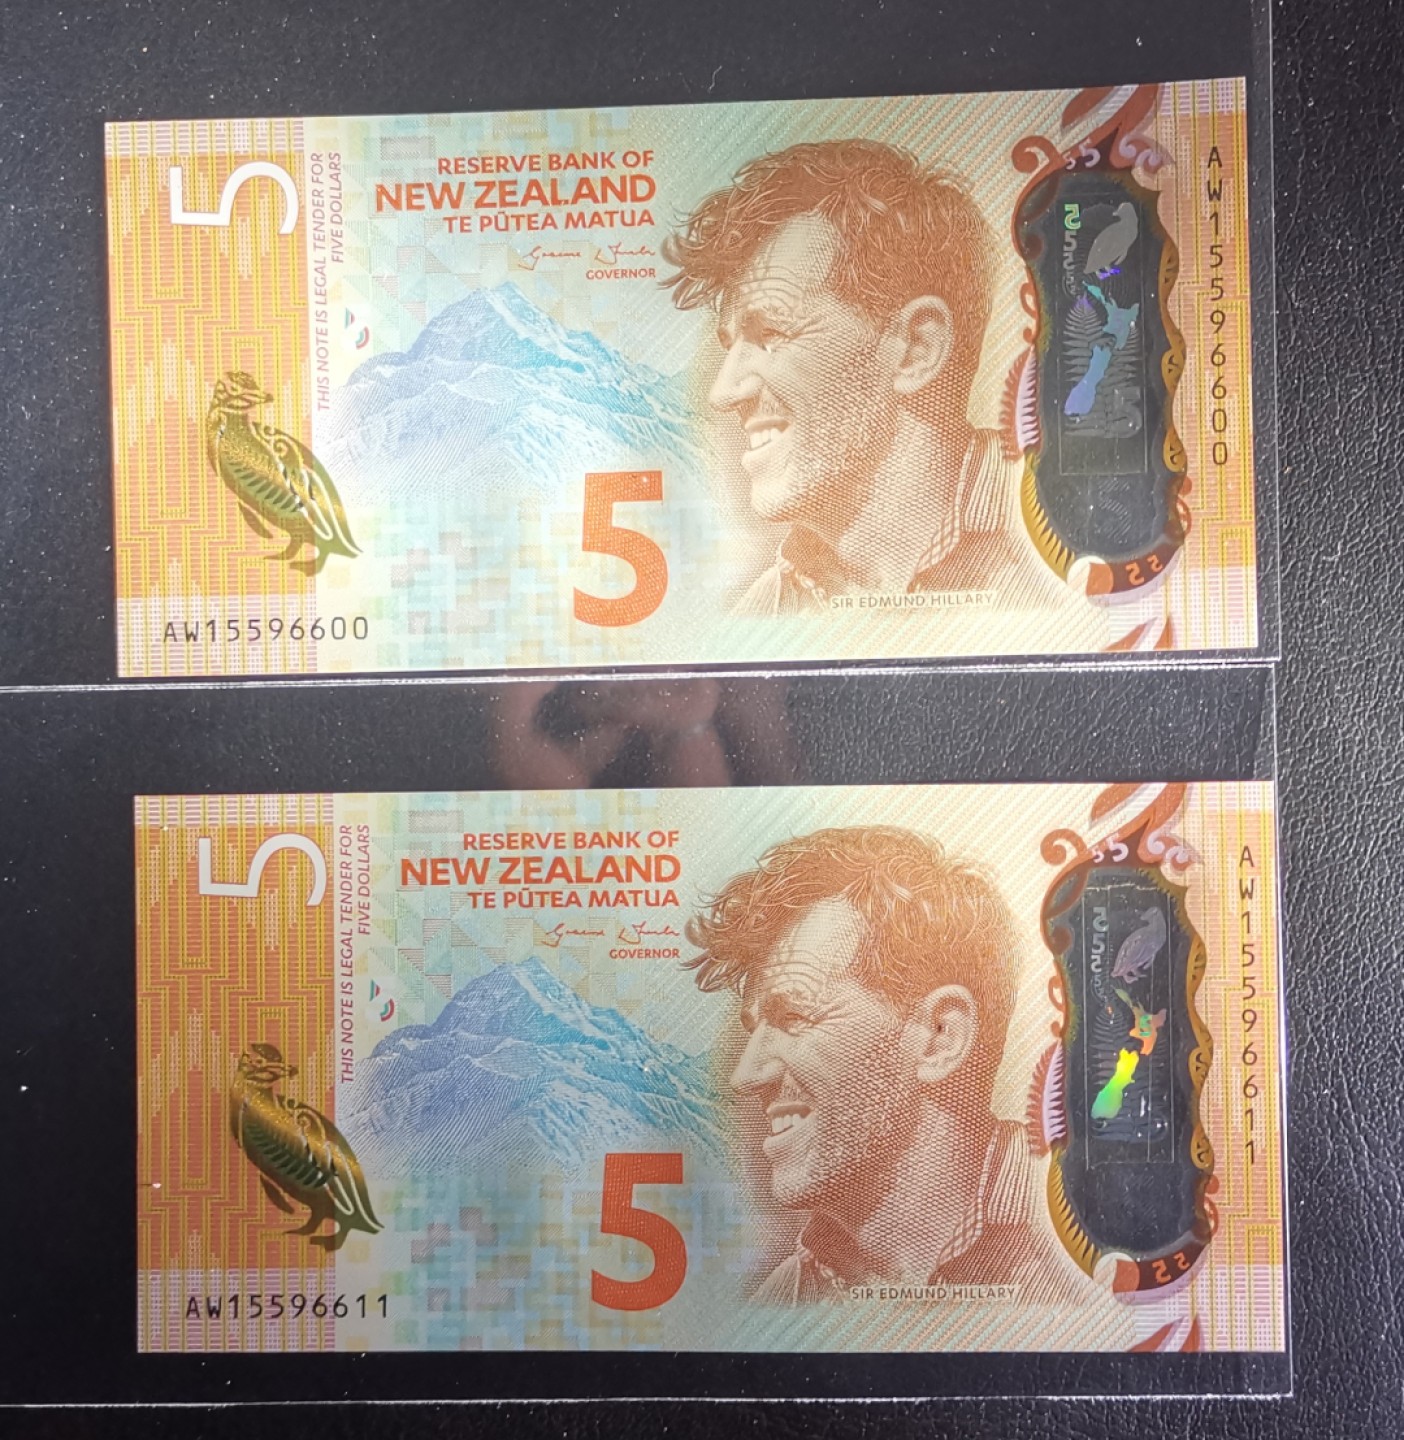 5
THIS NOTE IS LEGAL TENDER FOR
FIVE DOLLARS
RESERVE BANK OF
NEW ZEALAND
TE PŪTEA MATUA
GOVERNOR
5
SIR EDMUND HILLARY
AW15596600
AW15596600
5
THIS NOTE IS LEGAL TENDER FOR
FIVE DOLLARS
RESERVE BANK OF
NEW ZEALAND
TE PŪTEA MATUA
GOVERNOR
5
SIR EDMUND HILLARY
AW15596611
AW15596611